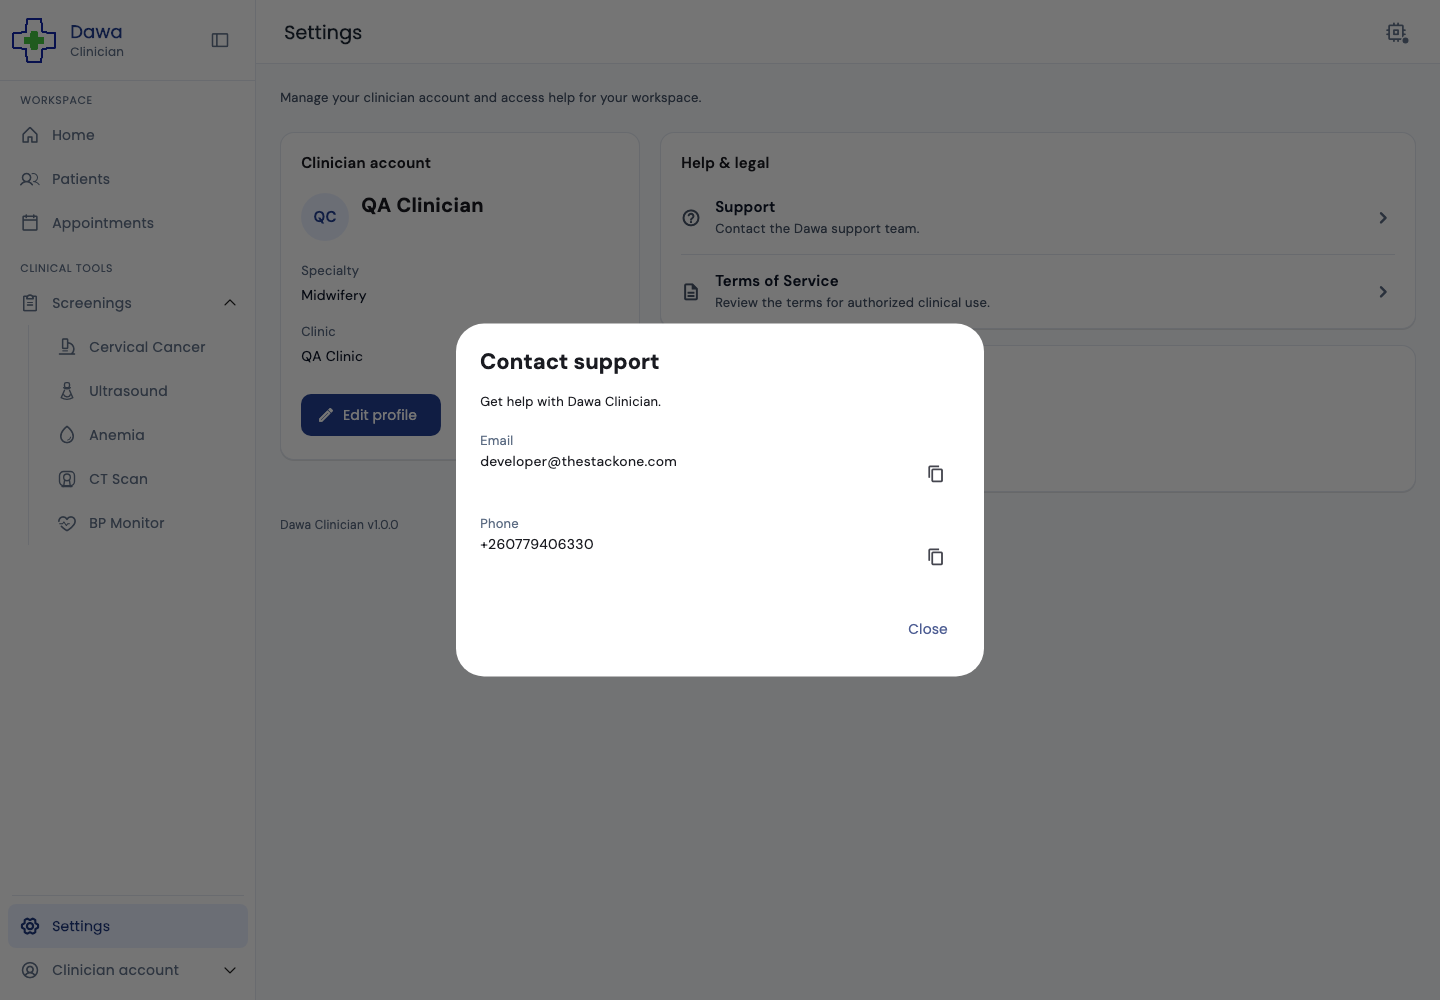 Dawa
Clinician
WORKSPACE
Home
Patients
Appointments
CLINICAL TOOLS
Screenings
Cervical Cancer
Ultrasound
Anemia
CT Scan
BP Monitor
Settings
Clinician account
Settings
Manage your clinician account and access help for your workspace.
Clinician account
QC
QA Clinician
Specialty
Midwifery
Clinic
QA Clinic
Edit profile
Dawa Clinician v1.0.0
Help & legal
Support
Contact the Dawa support team.
Terms of Service
Review the terms for authorized clinical use.
Contact support
Get help with Dawa Clinician.
Email
developer@thestackone.com
Phone
+260779406330
Close